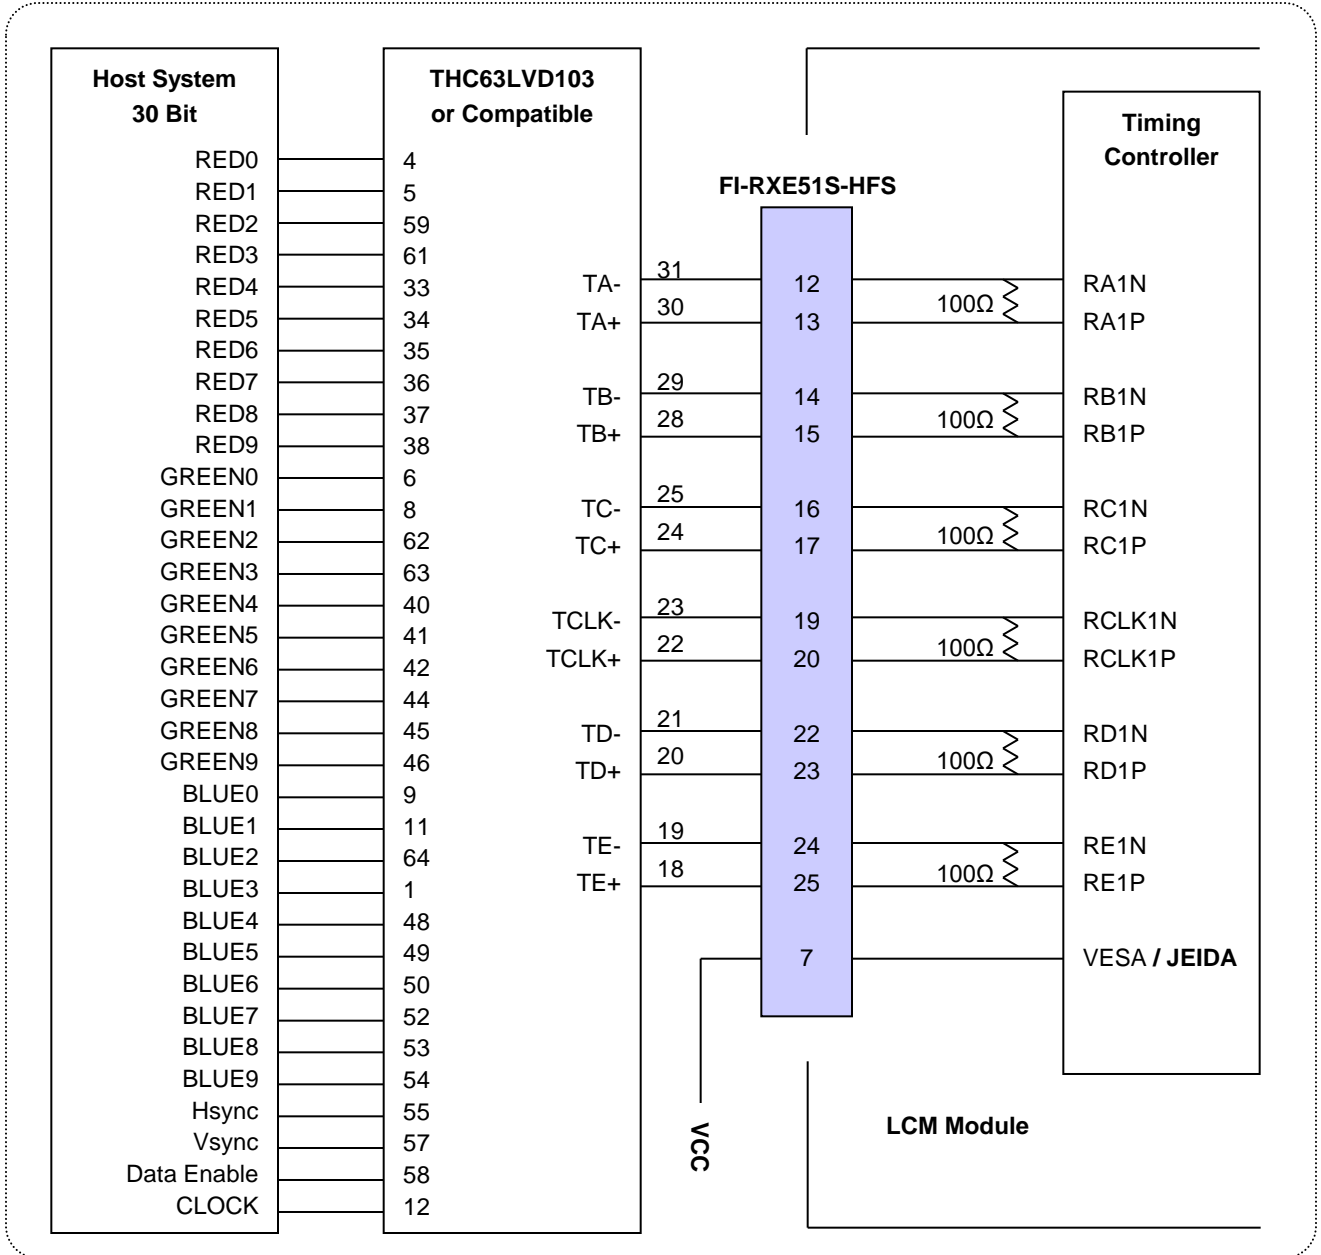 Host System
30 Bit
THC63LVD103
or Compatible
Timing
Controller
FI-RXE51S-HFS
RED0 4
RED1 5
RED2 59
RED3 61
RED4 33
RED5 34
RED6 35
RED7 36
RED8 37
RED9 38
GREEN0 6
GREEN1 8
GREEN2 62
GREEN3 63
GREEN4 40
GREEN5 41
GREEN6 42
GREEN7 44
GREEN8 45
GREEN9 46
BLUE0 9
BLUE1 11
BLUE2 64
BLUE3 1
BLUE4 48
BLUE5 49
BLUE6 50
BLUE7 52
BLUE8 53
BLUE9 54
Hsync 55
Vsync 57
Data Enable 58
CLOCK 12
TA- 31 12 RA1N
100Ω
TA+ 30 13 RA1P
TB- 29 14 RB1N
100Ω
TB+ 28 15 RB1P
TC- 25 16 RC1N
100Ω
TC+ 24 17 RC1P
TCLK- 23 19 RCLK1N
100Ω
TCLK+ 22 20 RCLK1P
TD- 21 22 RD1N
100Ω
TD+ 20 23 RD1P
TE- 19 24 RE1N
100Ω
TE+ 18 25 RE1P
7 VESA / JEIDA
VCC
LCM Module